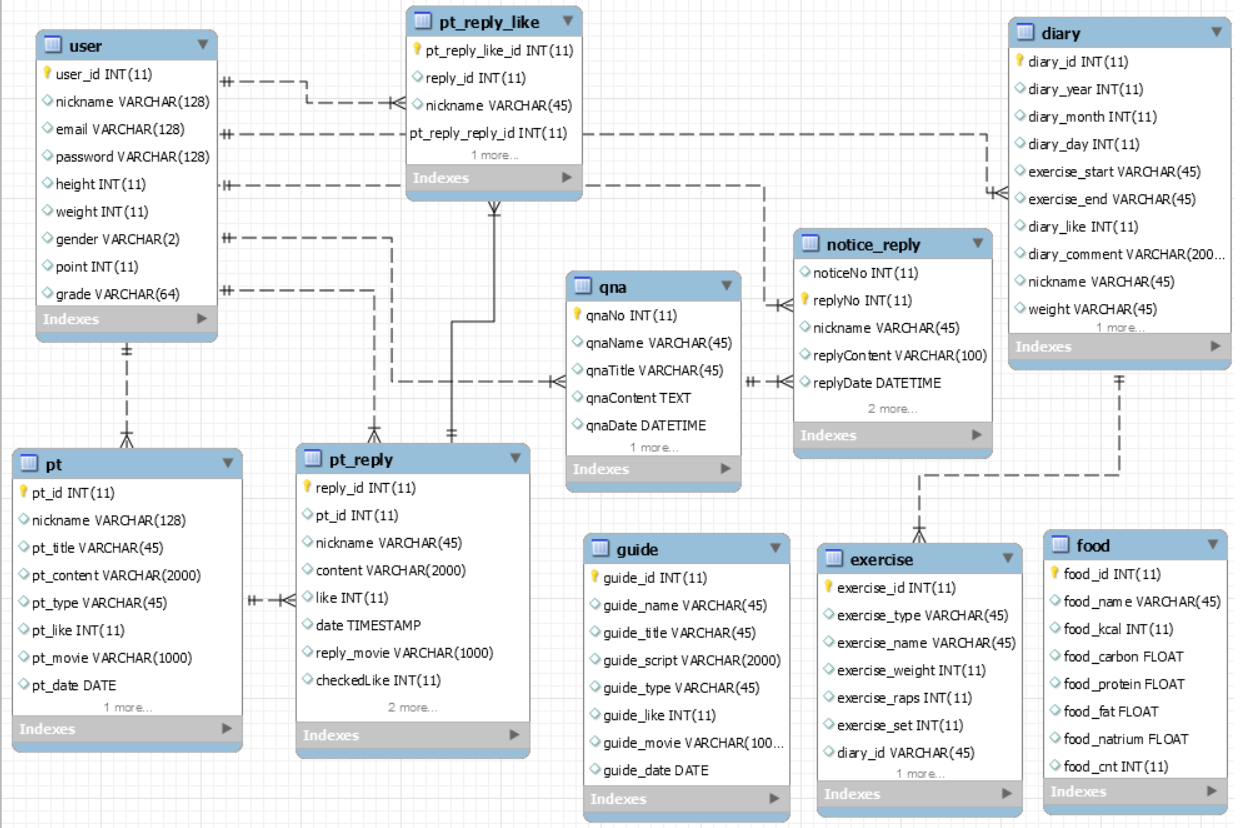 user
user_id INT(11)
nickname VARCHAR(128)
email VARCHAR(128)
password VARCHAR(128)
height INT(11)
weight INT(11)
gender VARCHAR(2)
point INT(11)
grade VARCHAR(64)
Indexes
pt_reply_like
pt_reply_like_id INT(11)
reply_id INT(11)
nickname VARCHAR(45)
pt_reply_reply_id INT(11)
1 more...
Indexes
diary
diary_id INT(11)
diary_year INT(11)
diary_month INT(11)
diary_day INT(11)
exercise_start VARCHAR(45)
exercise_end VARCHAR(45)
diary_like INT(11)
diary_comment VARCHAR(200...
nickname VARCHAR(45)
weight VARCHAR(45)
1 more...
Indexes
notice_reply
noticeNo INT(11)
replyNo INT(11)
nickname VARCHAR(45)
replyContent VARCHAR(100)
replyDate DATETIME
2 more...
Indexes
qna
qnaNo INT(11)
qnaName VARCHAR(45)
qnaTitle VARCHAR(45)
qnaContent TEXT
qnaDate DATETIME
1 more...
Indexes
pt
pt_id INT(11)
nickname VARCHAR(128)
pt_title VARCHAR(45)
pt_content VARCHAR(2000)
pt_type VARCHAR(45)
pt_like INT(11)
pt_movie VARCHAR(1000)
pt_date DATE
1 more...
Indexes
pt_reply
reply_id INT(11)
pt_id INT(11)
nickname VARCHAR(45)
content VARCHAR(2000)
like INT(11)
date TIMESTAMP
reply_movie VARCHAR(1000)
checkedLike INT(11)
2 more...
Indexes
guide
guide_id INT(11)
guide_name VARCHAR(45)
guide_title VARCHAR(45)
guide_script VARCHAR(2000)
guide_type VARCHAR(45)
guide_like INT(11)
guide_movie VARCHAR(100...
guide_date DATE
Indexes
exercise
exercise_id INT(11)
exercise_type VARCHAR(45)
exercise_name VARCHAR(45)
exercise_weight INT(11)
exercise_raps INT(11)
exercise_set INT(11)
diary_id VARCHAR(45)
1 more...
Indexes
food
food_id INT(11)
food_name VARCHAR(45)
food_kcal INT(11)
food_carbon FLOAT
food_protein FLOAT
food_fat FLOAT
food_natrium FLOAT
food_cnt INT(11)
Indexes